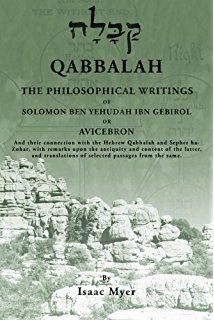 קַבָּלָה
QABBALAH
THE PHILOSOPHICAL WRITINGS
OF
SOLOMON BEN YEHUDAH IBN GEBIROL
OR
AVICEBRON
And their connection with the Hebrew Qabbalah and Sepher ha-
Zuhar, with remarks upon the antiquity and content of the latter,
and translations of selected passages from the same.
By
Isaac Myer